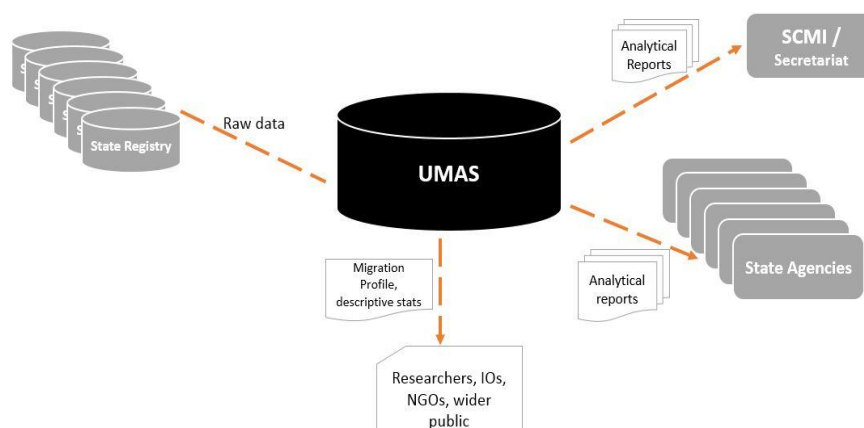 Analytical
Reports
SCMI /
Secretariat
S
S
S
S
S
State Registry
Raw data
UMAS
Migration
Profile,
descriptive stats
Analytical
reports
State Agencies
Researchers, IOs,
NGOs, wider
public